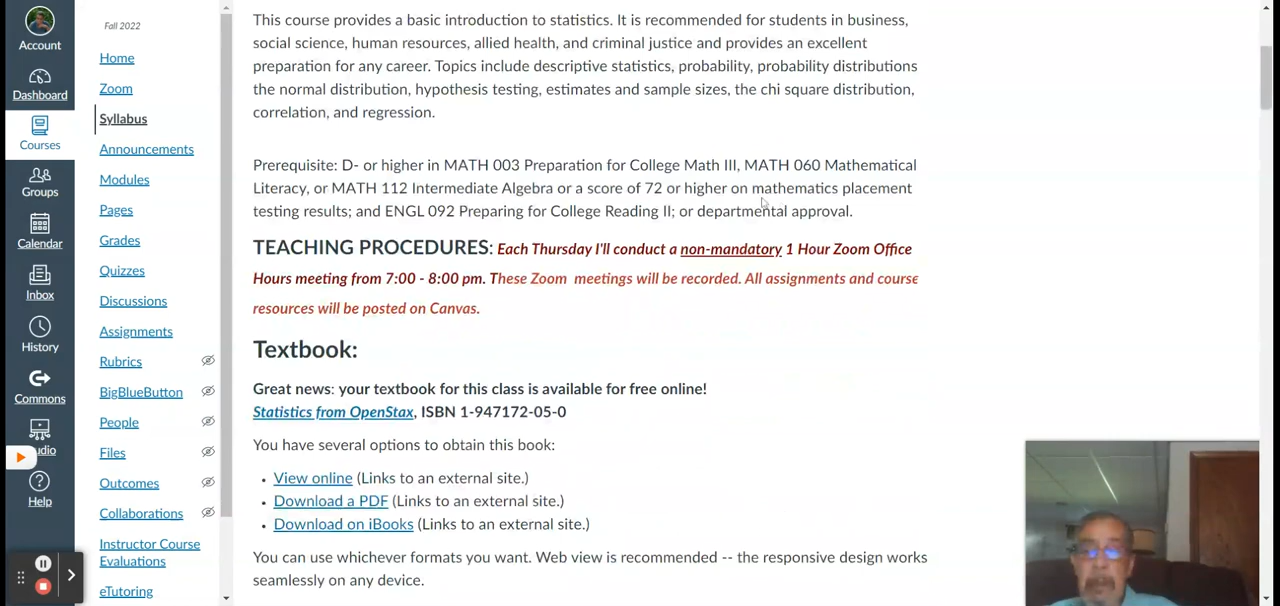 Account
Dashboard
Courses
Groups
Calendar
Inbox
History
Commons
udio
Help
Fall 2022
Home
Zoom
Syllabus
Announcements
Modules
Pages
Grades
Quizzes
Discussions
Assignments
Rubrics
BigBlueButton
People
Files
Outcomes
Collaborations
Instructor Course
Evaluations
eTutoring
This course provides a basic introduction to statistics. It is recommended for students in business,
social science, human resources, allied health, and criminal justice and provides an excellent
preparation for any career. Topics include descriptive statistics, probability, probability distributions
the normal distribution, hypothesis testing, estimates and sample sizes, the chi square distribution,
correlation, and regression.
Prerequisite: D- or higher in MATH 003 Preparation for College Math III, MATH 060 Mathematical
Literacy, or MATH 112 Intermediate Algebra or a score of 72 or higher on mathematics placement
testing results; and ENGL 092 Preparing for College Reading II; or departmental approval.
TEACHING PROCEDURES: Each Thursday I'll conduct a non-mandatory 1 Hour Zoom Office
Hours meeting from 7:00 - 8:00 pm. These Zoom meetings will be recorded. All assignments and course
resources will be posted on Canvas.
Textbook:
Great news: your textbook for this class is available for free online!
Statistics from OpenStax, ISBN 1-947172-05-0
You have several options to obtain this book:
• View online (Links to an external site.)
• Download a PDF (Links to an external site.)
• Download on iBooks (Links to an external site.)
You can use whichever formats you want. Web view is recommended -- the responsive design works
seamlessly on any device.